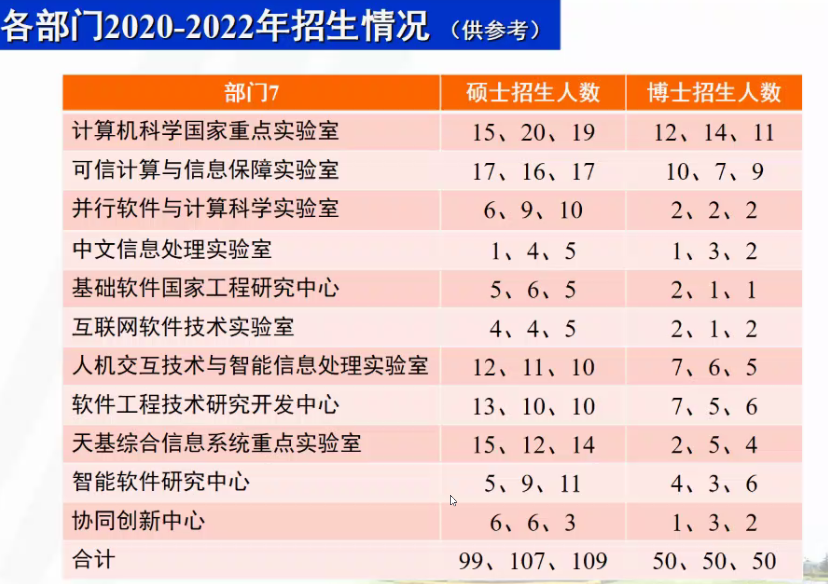 各部门2020-2022年招生情况 （供参考）
部门7 硕士招生人数 博士招生人数
计算机科学国家重点实验室 15、20、19 12、14、11
可信计算与信息保障实验室 17、16、17 10、7、9
并行软件与计算科学实验室 6、9、10 2、2、2
中文信息处理实验室 1、4、5 1、3、2
基础软件国家工程研究中心 5、6、5 2、1、1
互联网软件技术实验室 4、4、5 2、1、2
人机交互技术与智能信息处理实验室 12、11、10 7、6、5
软件工程技术研究开发中心 13、10、10 7、5、6
天基综合信息系统重点实验室 15、12、14 2、5、4
智能软件研究中心 5、9、11 4、3、6
协同创新中心 6、6、3 1、3、2
合计 99、107、109 50、50、50